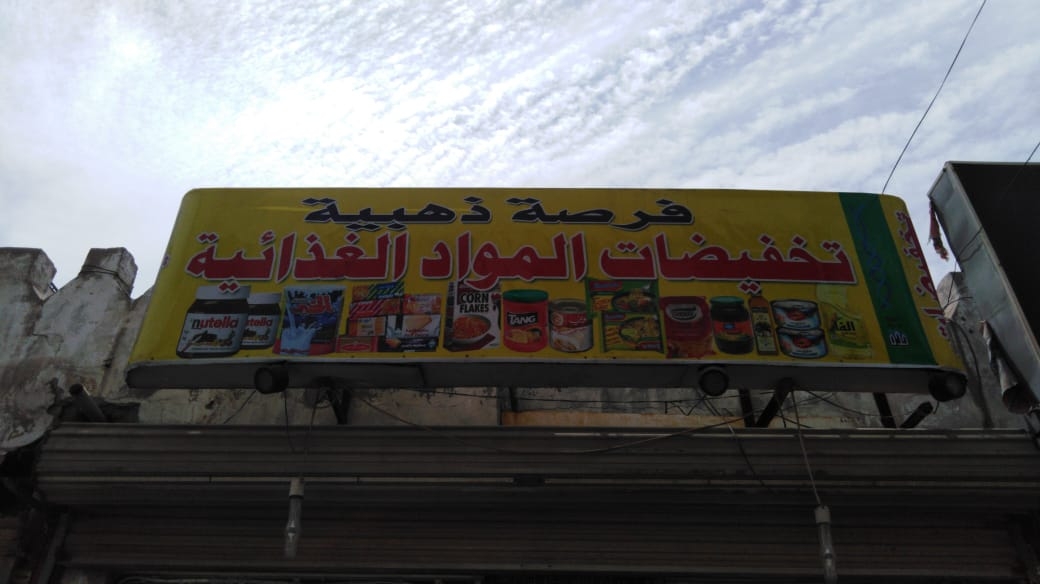 فرصة ذهبية
تخفيضات المواد الغذائية
nutella
nutella
CORN
FLAKES
TANG